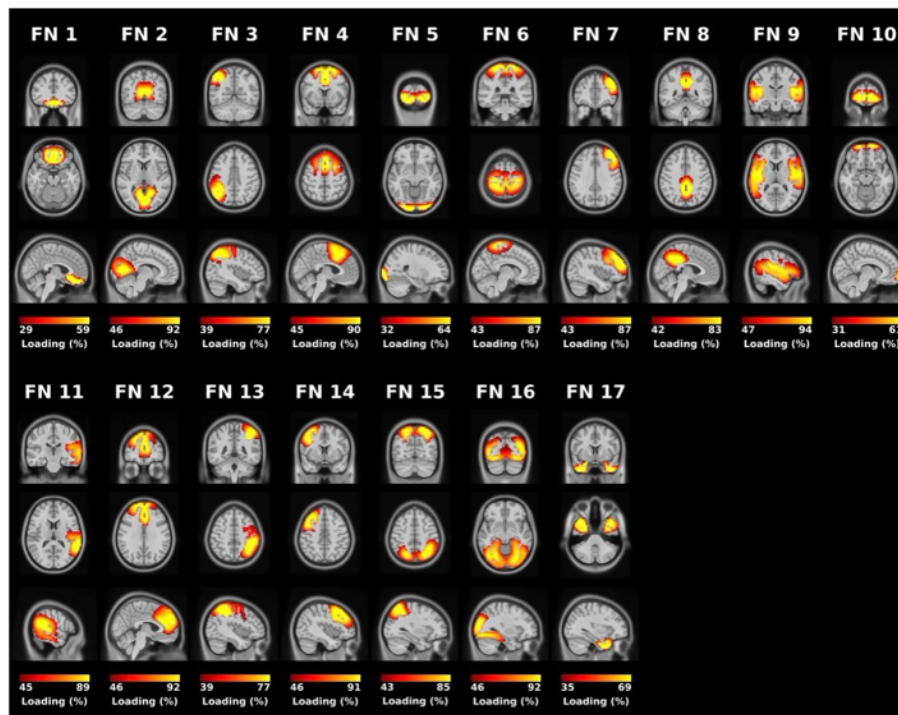 FN 1 FN 2 FN 3 FN 4 FN 5 FN 6 FN 7 FN 8 FN 9 FN 10
29 59 46 92 39 77 45 90 32 64 43 87 43 87 42 83 47 94 31
Loading (%) Loading (%) Loading (%) Loading (%) Loading (%) Loading (%) Loading (%) Loading (%) Loading (%) Loading (%)
FN 11 FN 12 FN 13 FN 14 FN 15 FN 16 FN 17
45 89 46 92 39 77 46 91 43 85 46 92 35 69
Loading (%) Loading (%) Loading (%) Loading (%) Loading (%) Loading (%) Loading (%)